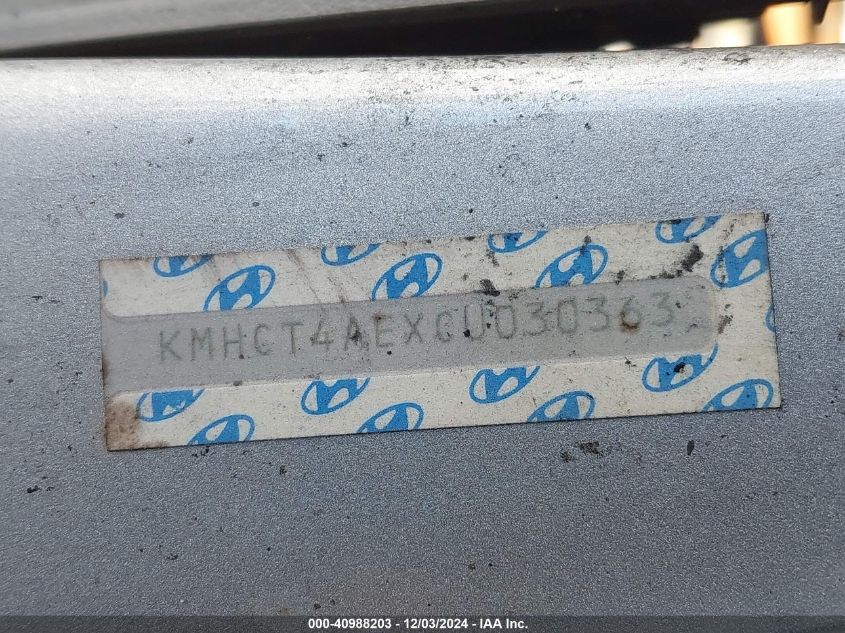 KMHCT4AEXCU030363
000-40988203 - 12/03/2024 - IAA Inc.